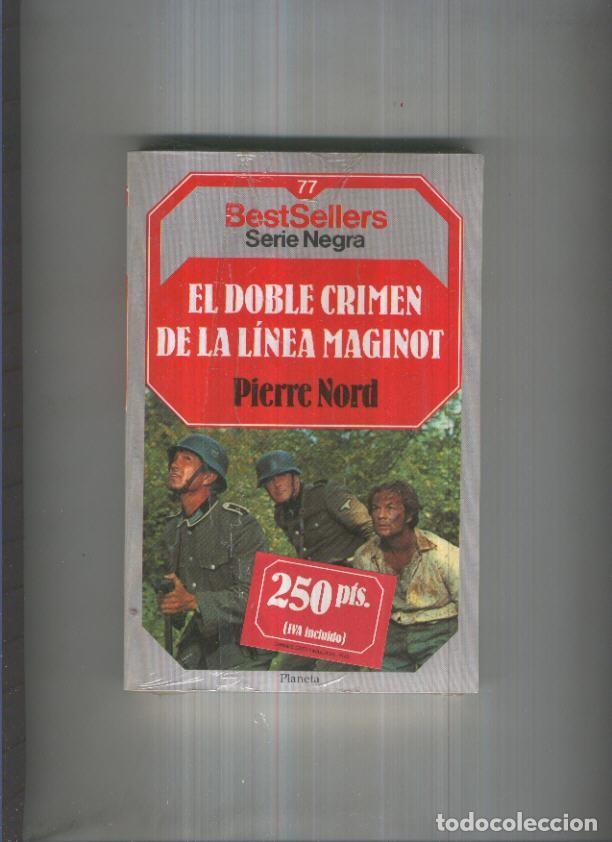 77
BestSellers
Serie Negra
EL DOBLE CRIMEN
DE LA LÍNEA MAGINOT
Pierre Nord
250 pts.
(IVA incluido)
Planeta
todocoleccion